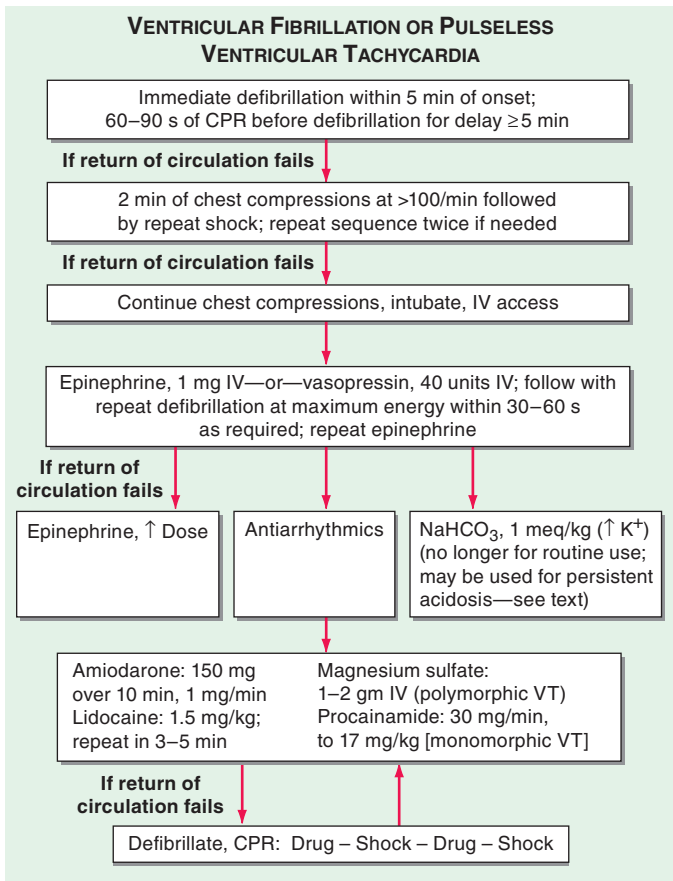 VENTRICULAR FIBRILLATION OR PULSELESS
VENTRICULAR TACHYCARDIA
Immediate defibrillation within 5 min of onset;
60–90 s of CPR before defibrillation for delay ≥5 min
If return of circulation fails
2 min of chest compressions at >100/min followed
by repeat shock; repeat sequence twice if needed
If return of circulation fails
Continue chest compressions, intubate, IV access
Epinephrine, 1 mg IV—or—vasopressin, 40 units IV; follow with
repeat defibrillation at maximum energy within 30–60 s
as required; repeat epinephrine
If return of
circulation fails
Epinephrine, ↑ Dose
Antiarrhythmics
NaHCO₃, 1 meq/kg (↑ K⁺)
(no longer for routine use;
may be used for persistent
acidosis—see text)
Amiodarone: 150 mg
over 10 min, 1 mg/min
Lidocaine: 1.5 mg/kg;
repeat in 3–5 min
Magnesium sulfate:
1–2 gm IV (polymorphic VT)
Procainamide: 30 mg/min,
to 17 mg/kg [monomorphic VT]
If return of
circulation fails
Defibrillate, CPR: Drug – Shock – Drug – Shock